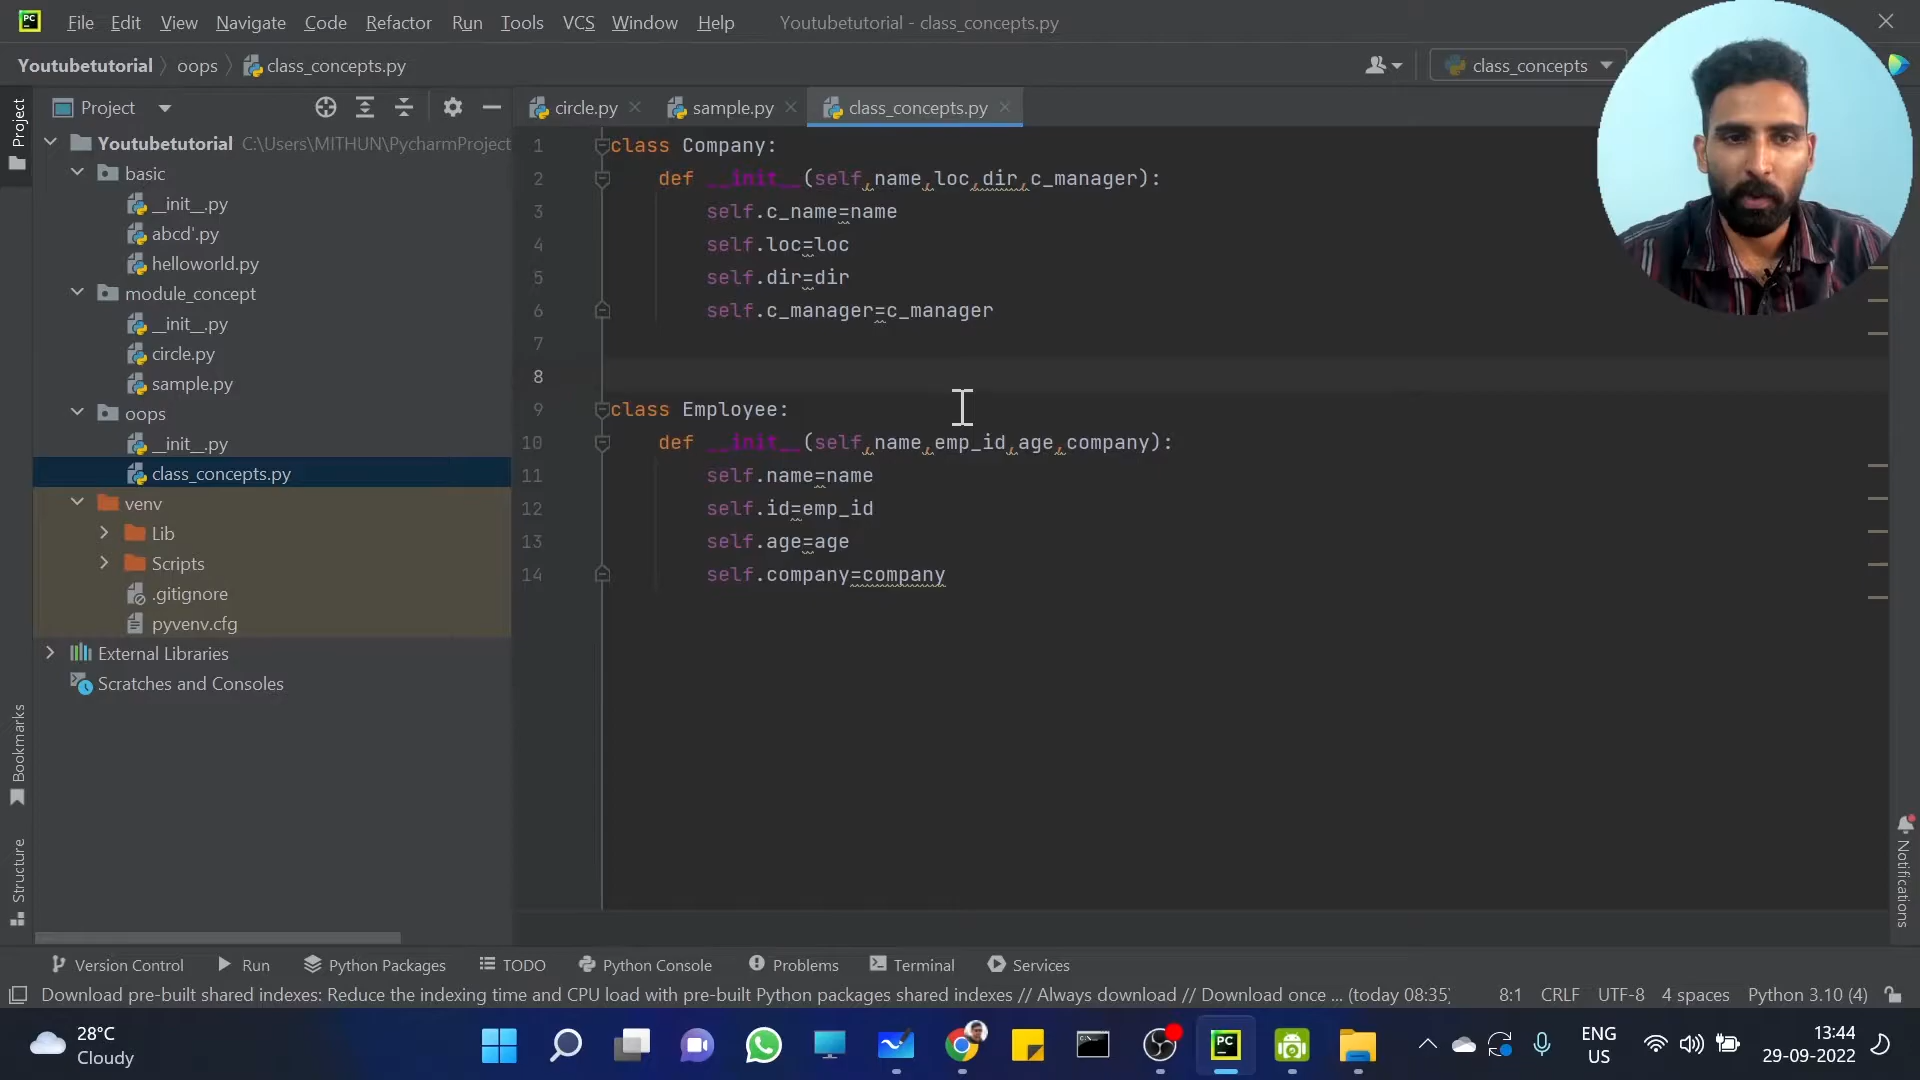 PC File Edit View Navigate Code Refactor Run Tools VCS Window Help Youtubetutorial - class_concepts.py
Youtubetutorial oops class_concepts.py class_concepts
Project
Project
circle.py sample.py class_concepts.py
Youtubetutorial C:\Users\MITHUN\PycharmProject
basic
__init__.py
abcd'.py
helloworld.py
module_concept
__init__.py
circle.py
sample.py
oops
__init__.py
class_concepts.py
venv
Lib
Scripts
.gitignore
pyvenv.cfg
External Libraries
Scratches and Consoles
1 class Company:
2 def __init__(self,name,loc,dir,c_manager):
3 self.c_name=name
4 self.loc=loc
5 self.dir=dir
6 self.c_manager=c_manager
7
8
9 class Employee:
10 def __init__(self,name,emp_id,age,company):
11 self.name=name
12 self.id=emp_id
13 self.age=age
14 self.company=company
Bookmarks
Structure
Notifications
Version Control Run Python Packages TODO Python Console Problems Terminal Services
Download pre-built shared indexes: Reduce the indexing time and CPU load with pre-built Python packages shared indexes // Always download // Download once ... (today 08:35) 8:1 CRLF UTF-8 4 spaces Python 3.10 (4)
28°C
Cloudy
PC
ENG
US
13:44
29-09-2022